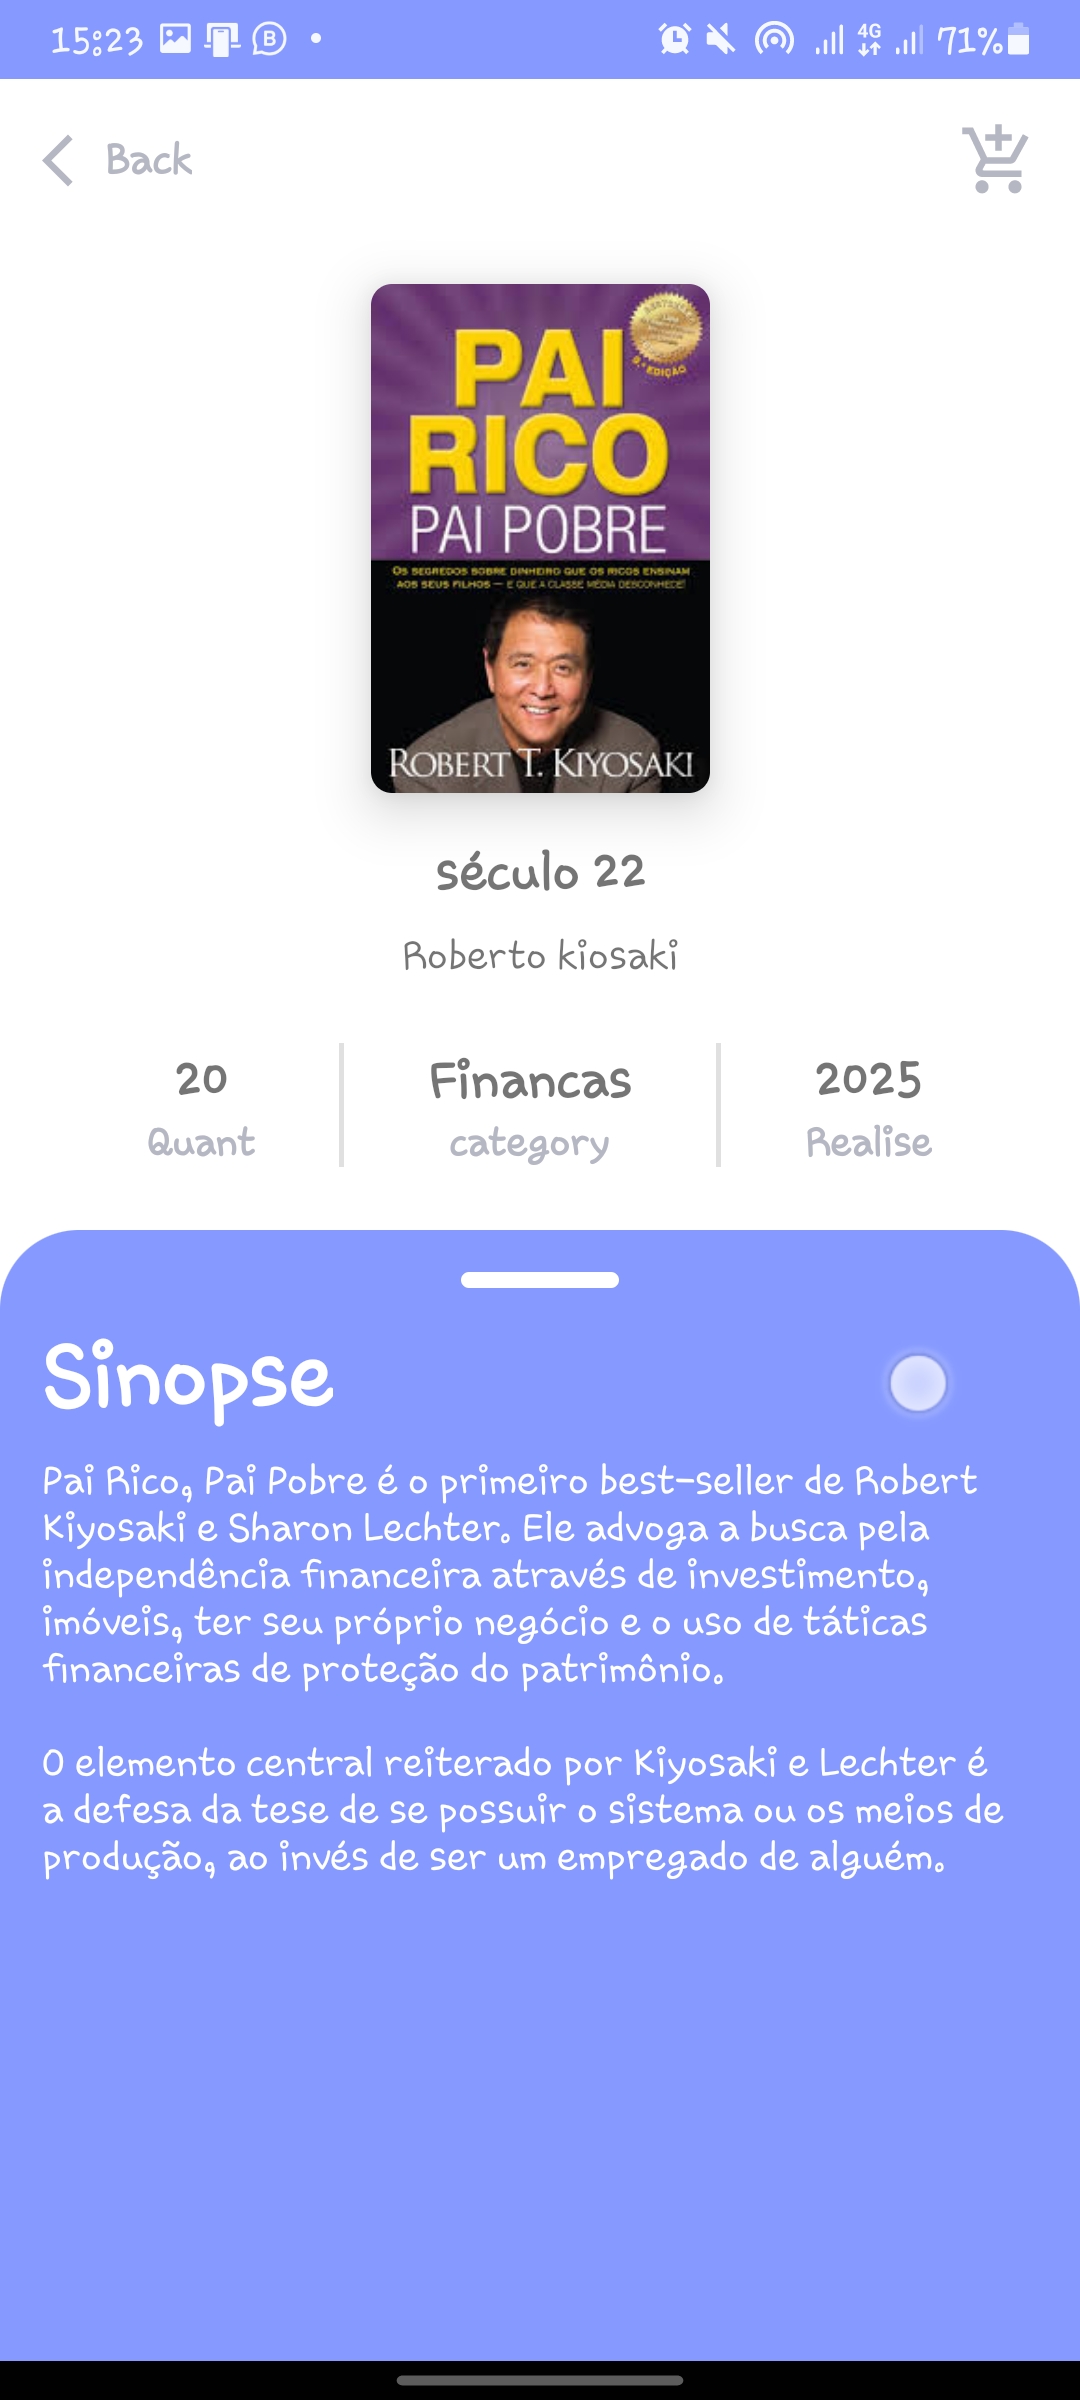 15:23
4G
71%
Back
9.ª EDIÇÃO
PAI
RICO
PAI POBRE
OS SEGREDOS SOBRE DINHEIRO QUE OS RICOS ENSINAM
AOS SEUS FILHOS — E QUE A CLASSE MÉDIA DESCONHECE!
ROBERT T. KIYOSAKI
século 22
Roberto kiosaki
20
Financas
2025
Quant
category
Realise
Sinopse
Pai Rico, Pai Pobre é o primeiro best-seller de Robert
Kiyosaki e Sharon Lechter. Ele advoga a busca pela
independência financeira através de investimento,
imóveis, ter seu próprio negócio e o uso de táticas
financeiras de proteção do patrimônio.
O elemento central reiterado por Kiyosaki e Lechter é
a defesa da tese de se possuir o sistema ou os meios de
produção, ao invés de ser um empregado de alguém.